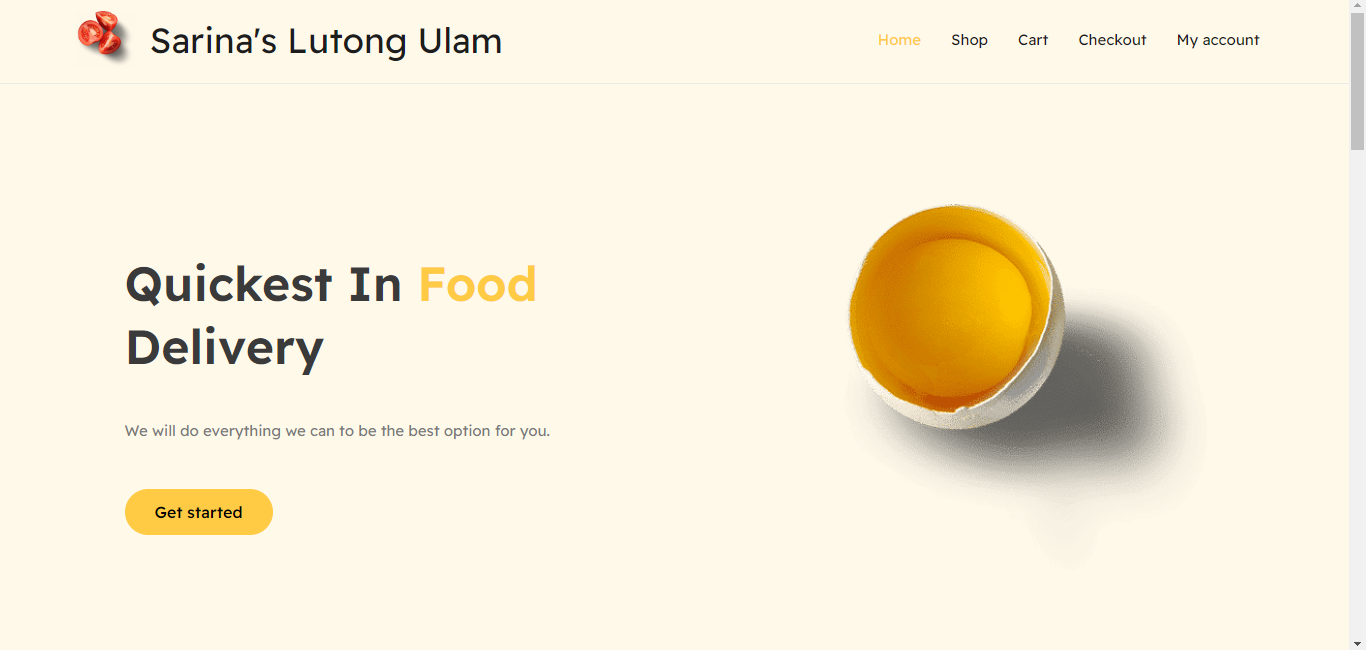 Sarina's Lutong Ulam
Home Shop Cart Checkout My account
Quickest In Food
Delivery
We will do everything we can to be the best option for you.
Get started